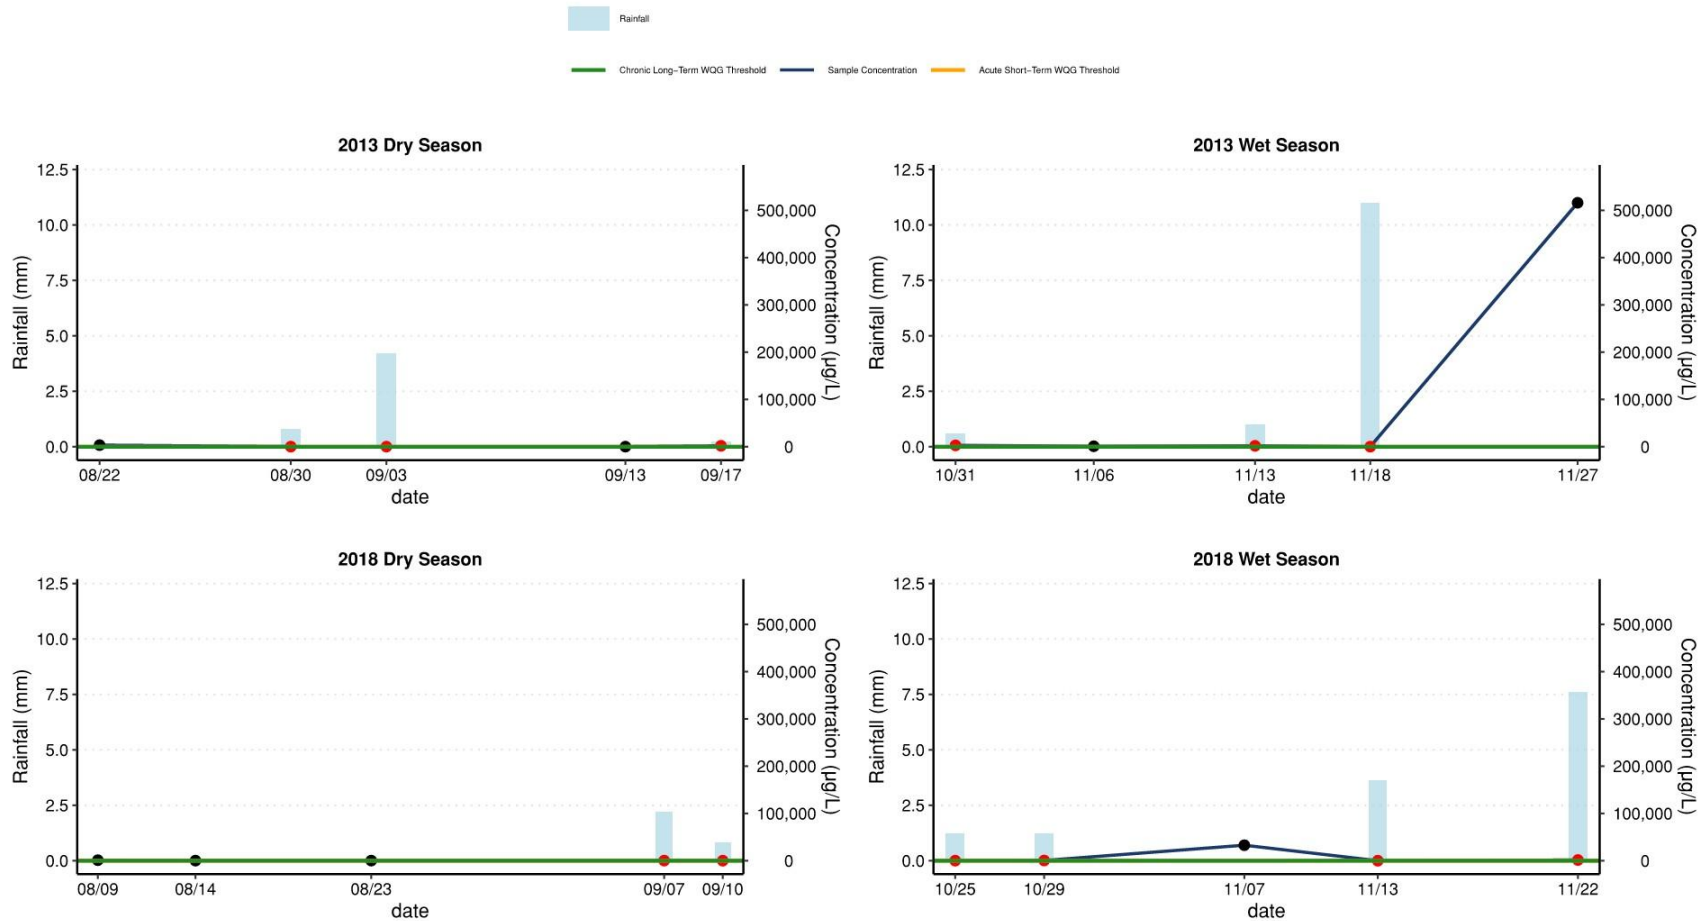 Rainfall
Chronic Long−Term WQG Threshold Sample Concentration Acute Short−Term WQG Threshold
2013 Dry Season
12.5
10.0
7.5
5.0
2.5
0.0
Rainfall (mm)
500,000
400,000
300,000
200,000
100,000
0
Concentration (µg/L)
08/22 08/30 09/03 09/13 09/17
date
2013 Wet Season
12.5
10.0
7.5
5.0
2.5
0.0
Rainfall (mm)
500,000
400,000
300,000
200,000
100,000
0
Concentration (µg/L)
10/31 11/06 11/13 11/18 11/27
date
2018 Dry Season
12.5
10.0
7.5
5.0
2.5
0.0
Rainfall (mm)
500,000
400,000
300,000
200,000
100,000
0
Concentration (µg/L)
08/09 08/14 08/23 09/07 09/10
date
2018 Wet Season
12.5
10.0
7.5
5.0
2.5
0.0
Rainfall (mm)
500,000
400,000
300,000
200,000
100,000
0
Concentration (µg/L)
10/25 10/29 11/07 11/13 11/22
date